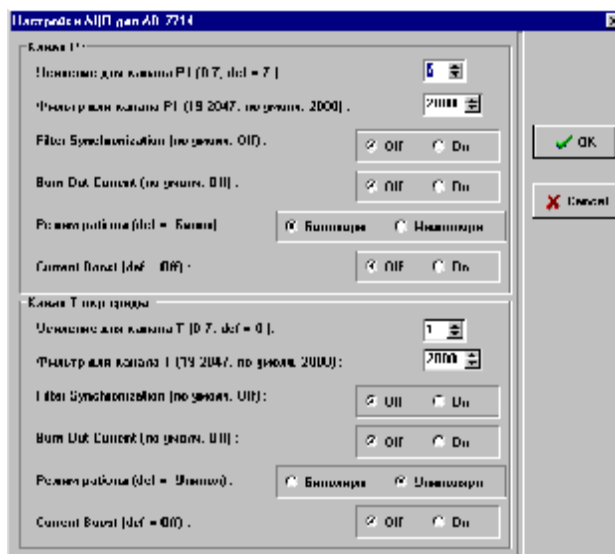 Настройки АЦП для AD-7714
Канал P:
Усиление для канала P1 (0.7, def = 7 )
Фильтр для канала P1 (19.2047, по умолч. 2000) .
2000
Filter Synchronization (по умолч. Off) .
Off On
Burn Out Current (по умолч. Off) .
Off On
Режим работы (def = Бипол)
Биполярн Униполярн
Current Boost (def = Off) :
Off On
OK
Cancel
Канал T окр среды
Усиление для канала T (0.7, def = 0 ).
1
Фильтр для канала T (19.2047, по умолч. 2000) :
2000
Filter Synchronization (по умолч. Off) :
Off On
Burn Out Current (по умолч. Off) :
Off On
Режим работы (def = Унипол) .
Биполярн Униполярн
Current Boost (def = Off) .
Off On